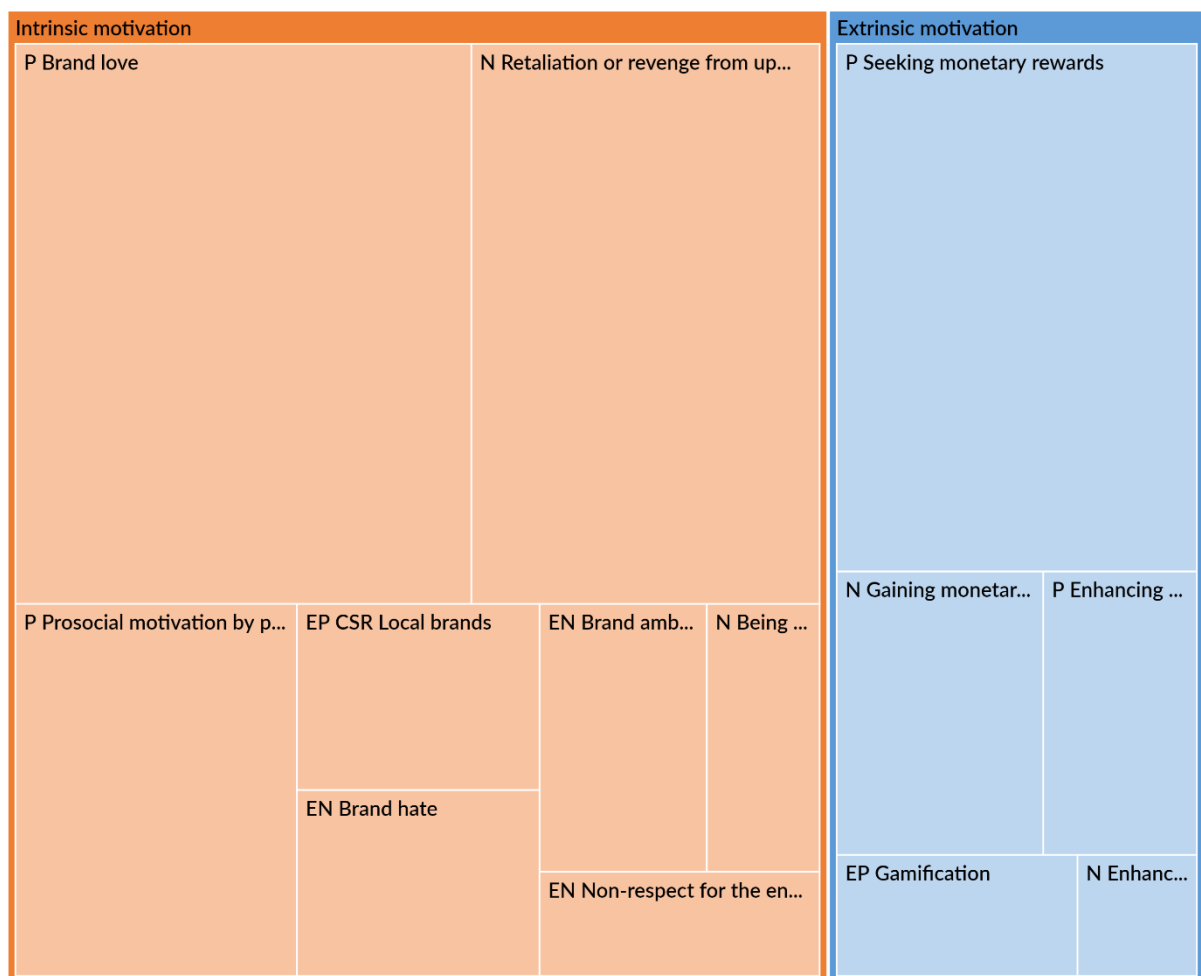 Intrinsic motivation
P Brand love
N Retaliation or revenge from up...
P Prosocial motivation by p...
EP CSR Local brands
EN Brand hate
EN Brand amb...
N Being ...
EN Non-respect for the en...
Extrinsic motivation
P Seeking monetary rewards
N Gaining monetar...
P Enhancing ...
EP Gamification
N Enhanc...